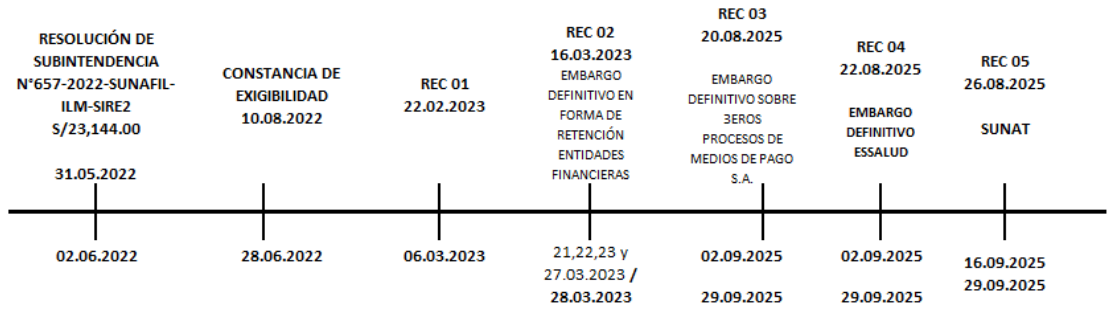 RESOLUCIÓN DE
SUBINTENDENCIA
N°657-2022-SUNAFIL-
ILM-SIRE2
S/23,144.00
31.05.2022
CONSTANCIA DE
EXIGIBILIDAD
10.08.2022
REC 01
22.02.2023
REC 02
16.03.2023
EMBARGO
DEFINITIVO EN
FORMA DE
RETENCIÓN
ENTIDADES
FINANCIERAS
REC 03
20.08.2025
EMBARGO
DEFINITIVO SOBRE
3EROS
PROCESOS DE
MEDIOS DE PAGO
S.A.
REC 04
22.08.2025
EMBARGO
DEFINITIVO
ESSALUD
REC 05
26.08.2025
SUNAT
02.06.2022
28.06.2022
06.03.2023
21,22,23 y
27.03.2023 /
28.03.2023
02.09.2025
29.09.2025
02.09.2025
29.09.2025
16.09.2025
29.09.2025